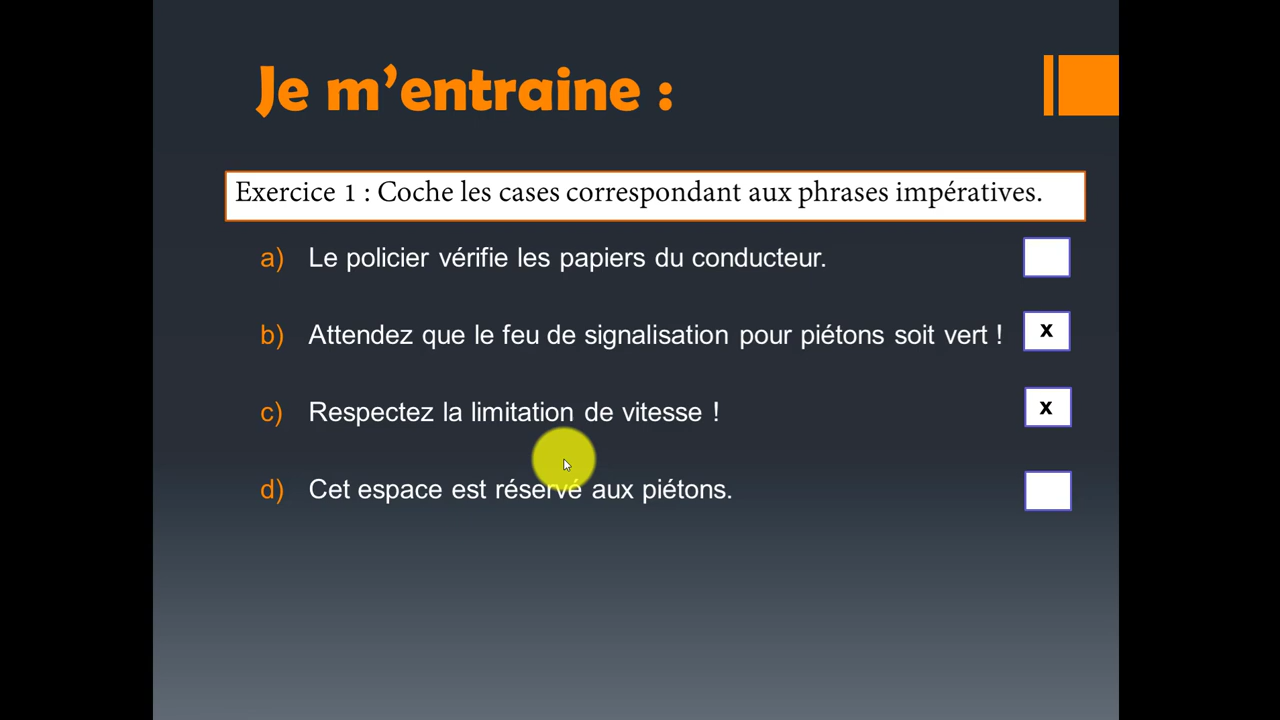 Je m'entraine :
Exercice 1 : Coche les cases correspondant aux phrases impératives.
a) Le policier vérifie les papiers du conducteur.
b) Attendez que le feu de signalisation pour piétons soit vert ! x
c) Respectez la limitation de vitesse ! x
d) Cet espace est réservé aux piétons.